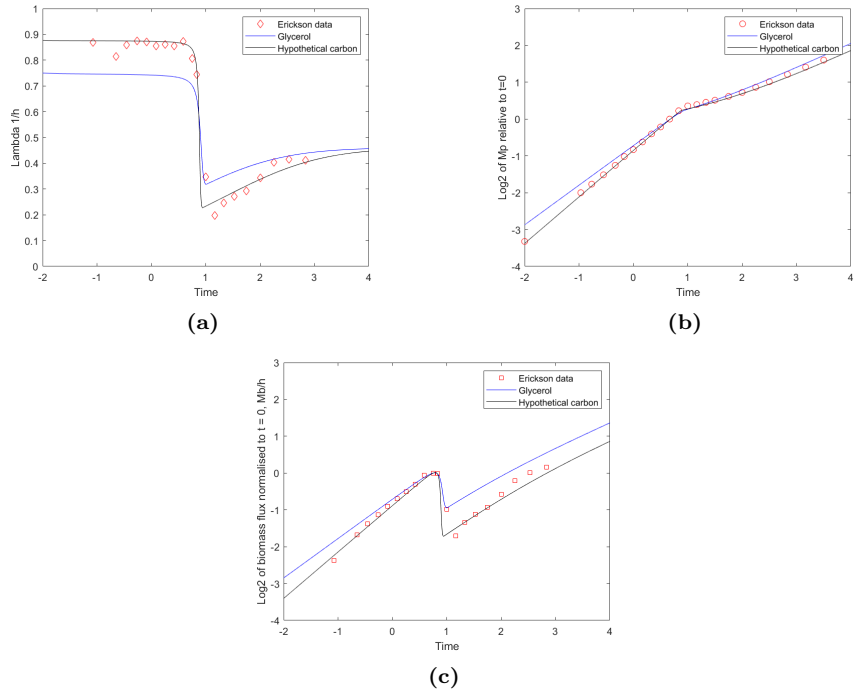 1
0.9
0.8
0.7
0.6
0.5
0.4
0.3
0.2
0.1
0
Lambda 1/h
-2
-1
0
1
2
3
4
Time
Erickson data
Glycerol
Hypothetical carbon
(a)
3
2
1
0
-1
-2
-3
-4
Log2 of Mp relative to t=0
-2
-1
0
1
2
3
4
Time
Erickson data
Glycerol
Hypothetical carbon
(b)
3
2
1
0
-1
-2
-3
-4
Log2 of biomass flux normalised to t = 0, Mb/h
-2
-1
0
1
2
3
4
Time
Erickson data
Glycerol
Hypothetical carbon
(c)